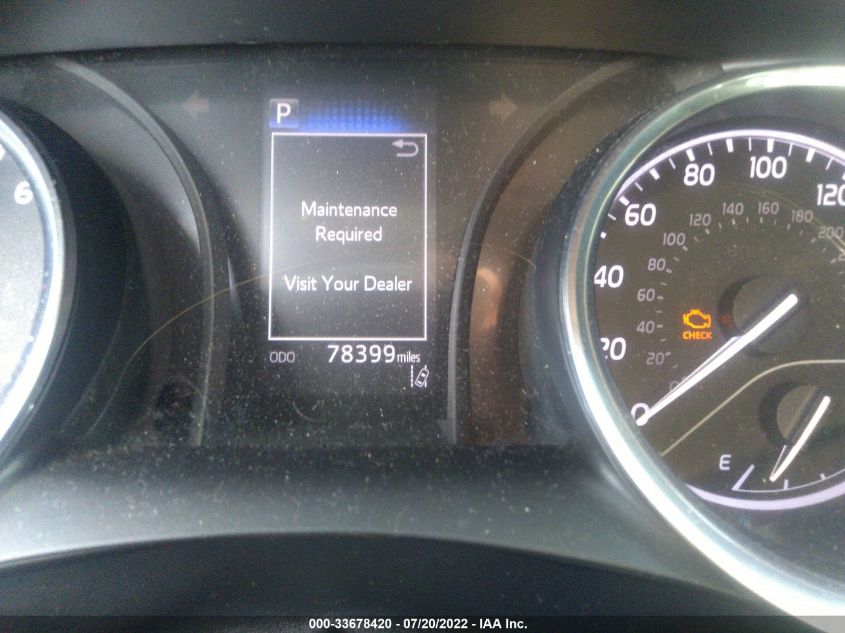 P
Maintenance
Required
Visit Your Dealer
ODO 78399 miles
6
0
20
40
60
80
100
120
20
40
60
80
100
120
140
160
180
200
CHECK
E
000-33678420 - 07/20/2022 - IAA Inc.